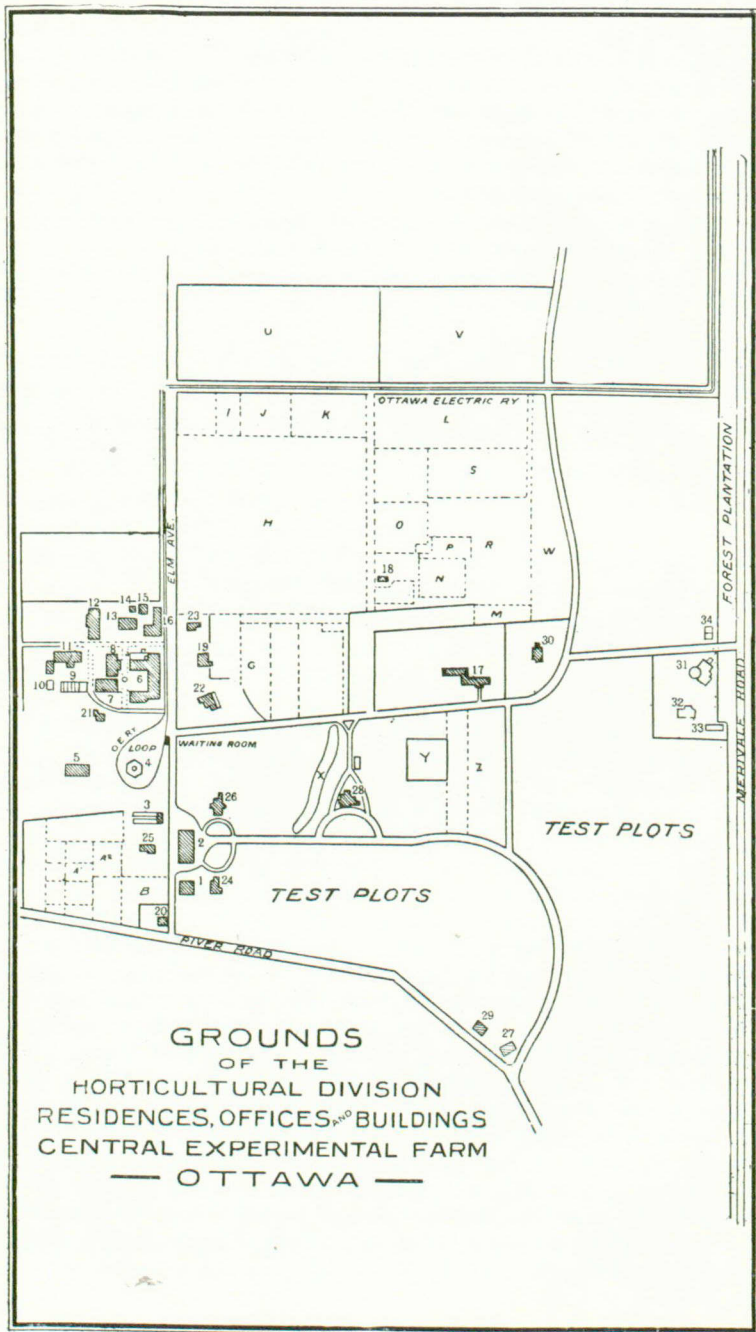 U
V
OTTAWA ELECTRIC RY
I
J
K
L
S
H
O
P
R
W
N
18
M
ELM AVE.
FOREST PLANTATION
MERIVALE ROAD
14
15
12
13
16
23
11
8
19
G
17
30
34
31
10
9
6
7
22
32
33
21
O.E.RY
LOOP
WAITING ROOM
5
4
X
Y
Z
26
28
3
25
2
TEST PLOTS
A²
A'
B
1
24
TEST PLOTS
20
RIVER ROAD
29
27
GROUNDS
OF THE
HORTICULTURAL DIVISION
RESIDENCES, OFFICES AND BUILDINGS
CENTRAL EXPERIMENTAL FARM
— OTTAWA —